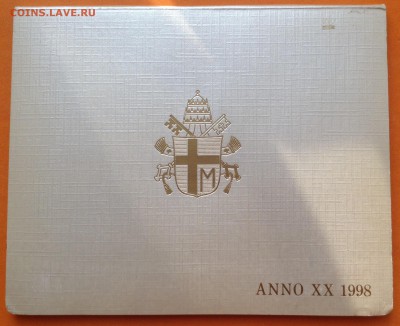 COINS.LAVE.RU
M
ANNO XX 1998